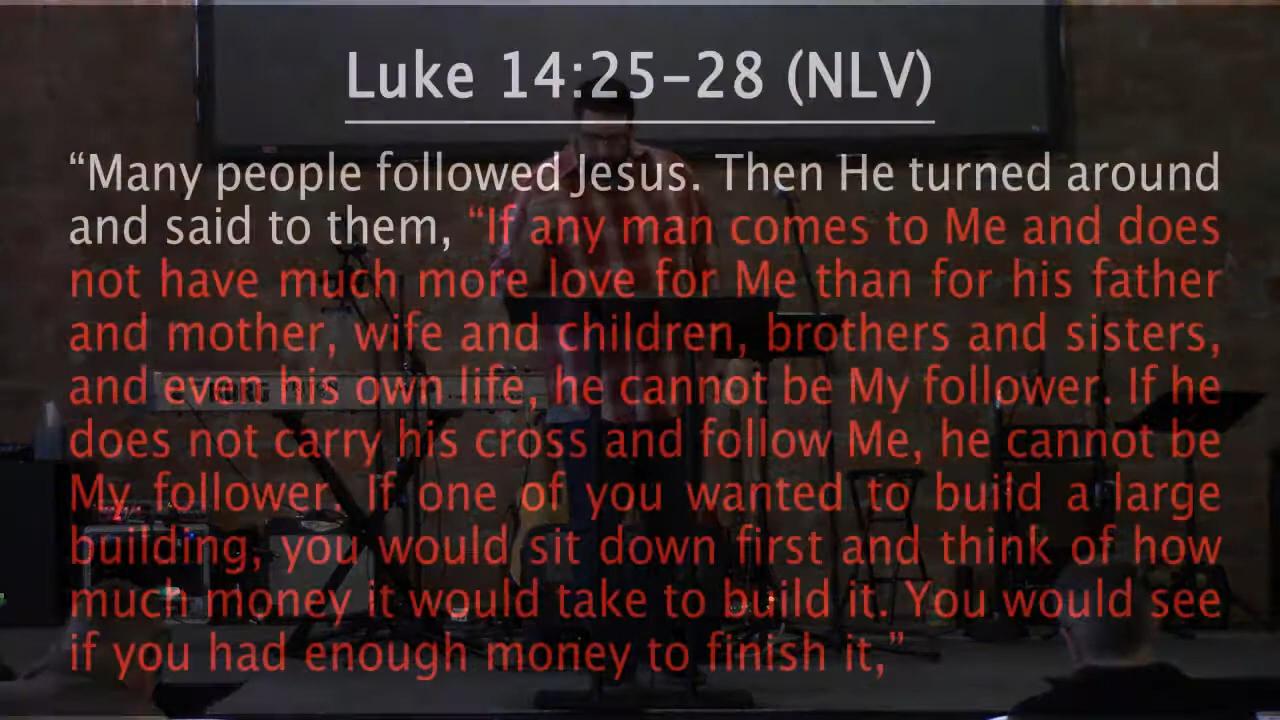 Luke 14:25-28 (NLV)
“Many people followed Jesus. Then He turned around
and said to them, “If any man comes to Me and does
not have much more love for Me than for his father
and mother, wife and children, brothers and sisters,
and even his own life, he cannot be My follower. If he
does not carry his cross and follow Me, he cannot be
My follower. If one of you wanted to build a large
building, you would sit down first and think of how
much money it would take to build it. You would see
if you had enough money to finish it,”
KORG